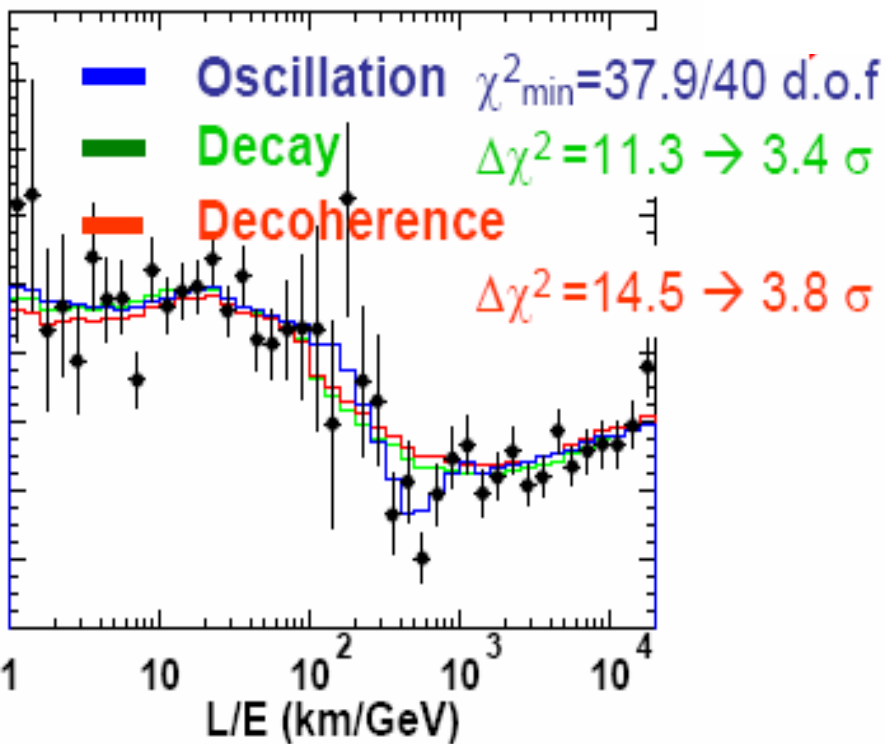 Oscillation χ²min=37.9/40 d.o.f
Decay Δχ² =11.3 → 3.4 σ
Decoherence
Δχ² =14.5 → 3.8 σ
1 10 10² 10³ 10⁴
L/E (km/GeV)